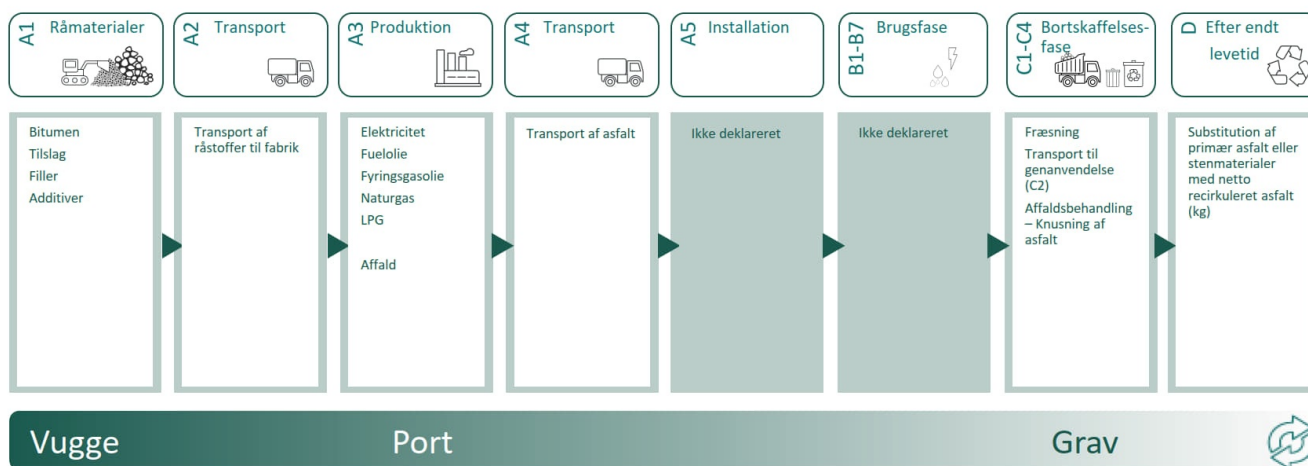 A1 Råmaterialer
A2 Transport
A3 Produktion
A4 Transport
A5 Installation
B1-B7 Brugsfase
C1-C4 Bortskaffelses-
fase
D Efter endt
levetid
Bitumen
Tilslag
Filler
Additiver
Transport af
råstoffer til fabrik
Elektricitet
Fuelolie
Fyringsgasolie
Naturgas
LPG
Affald
Transport af asfalt
Ikke deklareret
Ikke deklareret
Fræsning
Transport til
genanvendelse
(C2)
Affaldsbehandling
– Knusning af
asfalt
Substitution af
primær asfalt eller
stenmaterialer
med netto
recirkuleret asfalt
(kg)
Vugge
Port
Grav